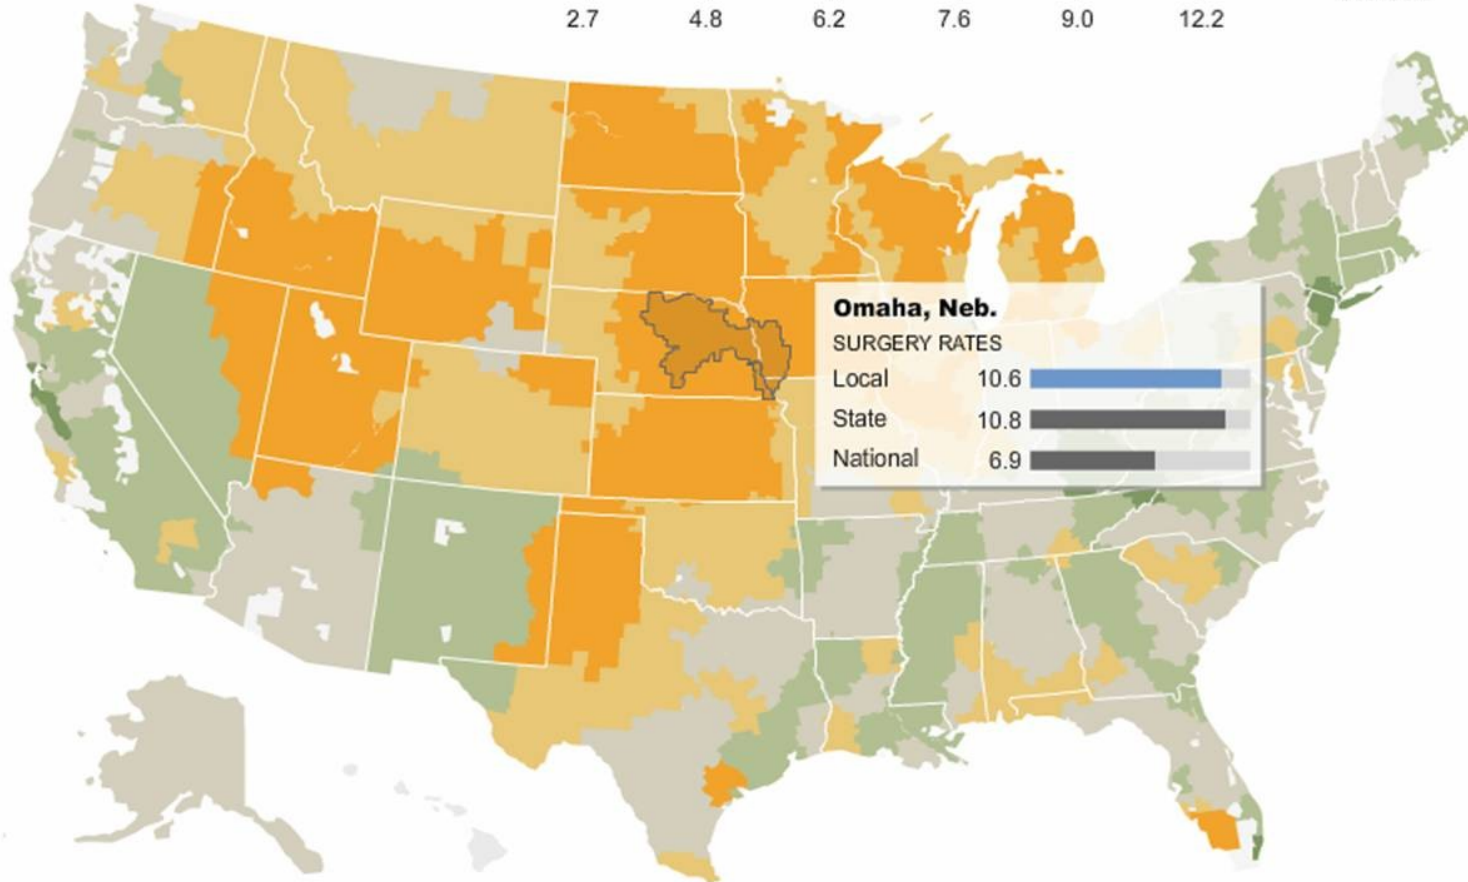 2.7 4.8 6.2 7.6 9.0 12.2
Omaha, Neb.
SURGERY RATES
Local 10.6
State 10.8
National 6.9